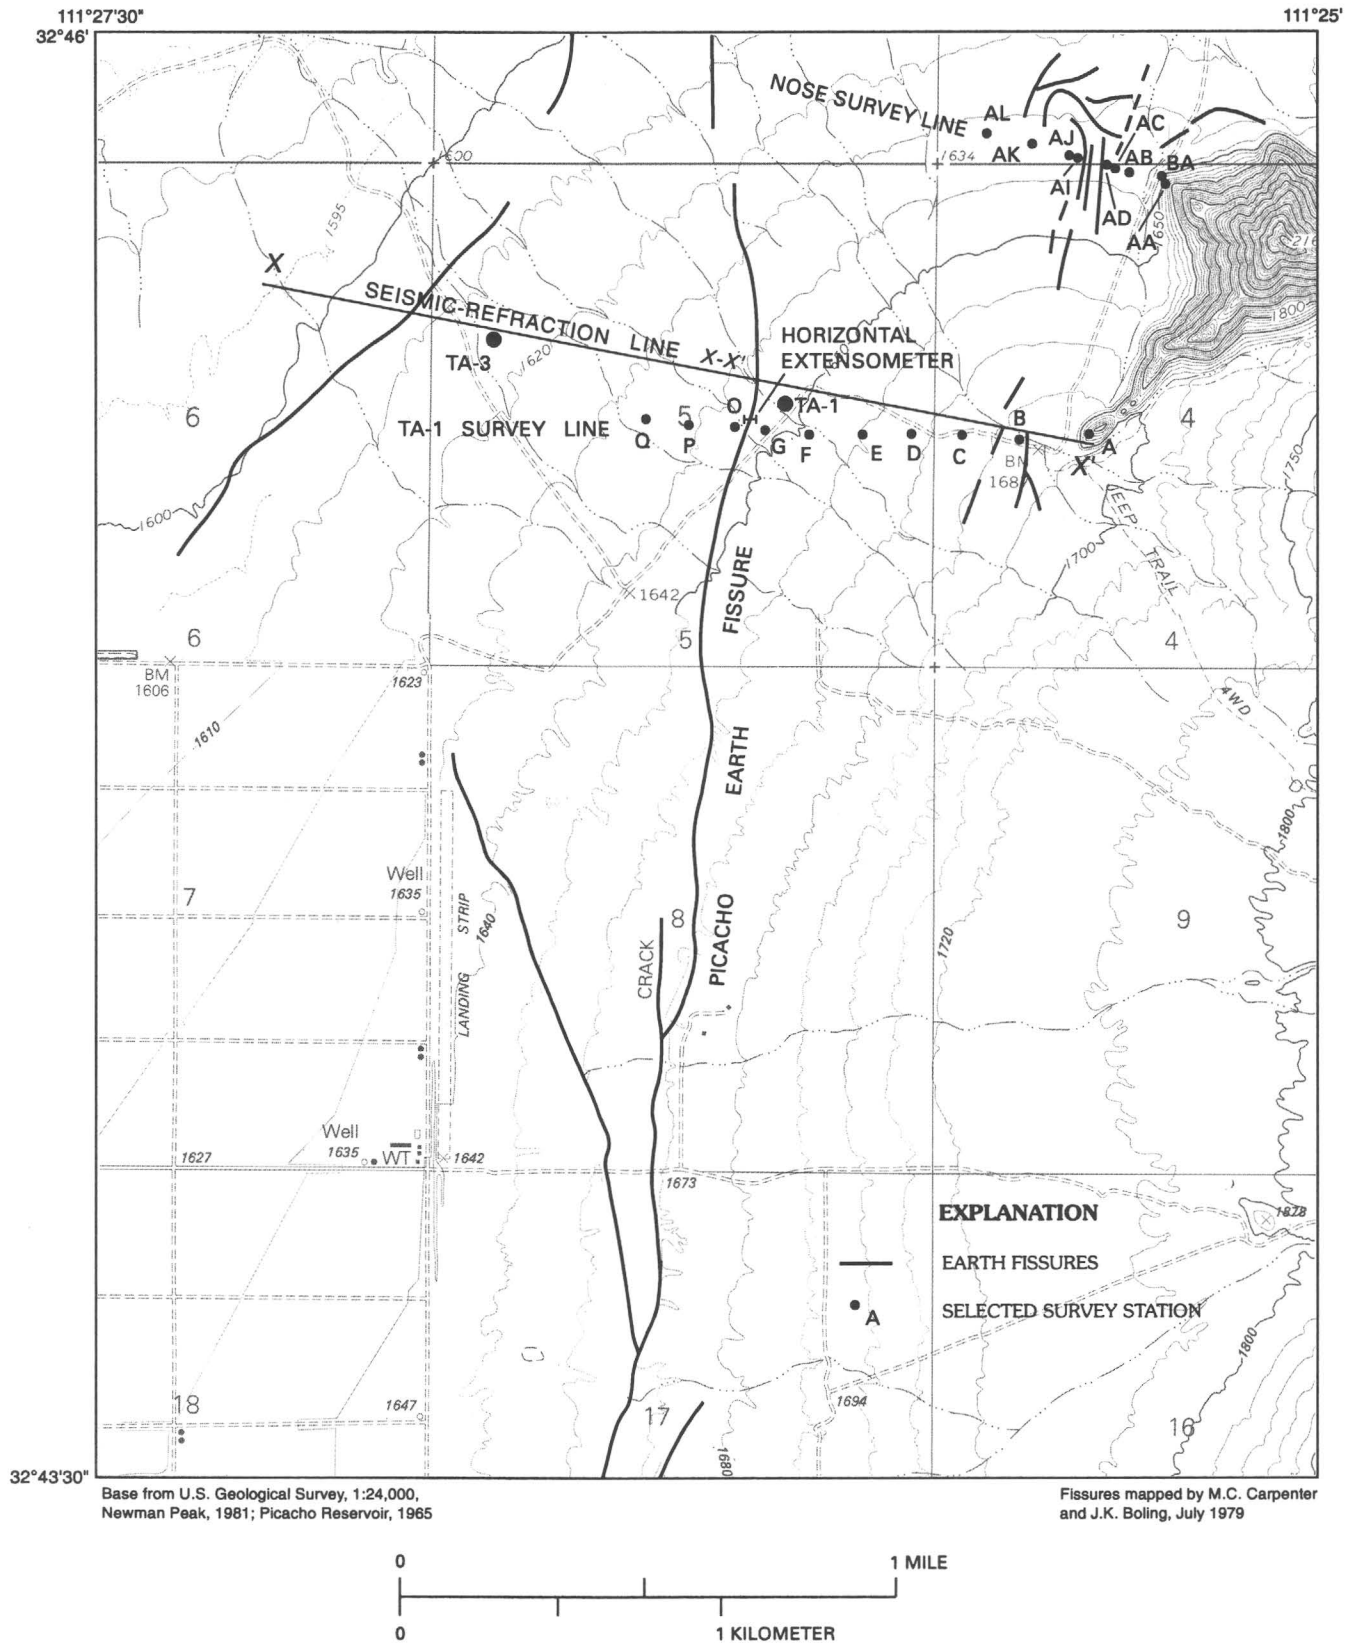 111°27'30"
111°25'
32°46'
NOSE SURVEY LINE
AL
AK
AJ
AC
AB
BA
AI
AD
AA
1600
1634
1650
1595
X
SEISMIC-REFRACTION LINE X-X'
1800
HORIZONTAL
EXTENSOMETER
TA-3
1620
TA-1
6
5
4
TA-1 SURVEY LINE
O
Q
P
G
F
E
D
C
B
A
BM
X'
1750
1600
JEEP TRAIL
1700
1642
FISSURE
6
5
4
BM
1606
1623
4WD
1610
EARTH
1800
Well
1635
7
8
9
LANDING STRIP
1640
CRACK
PICACHO
1720
Well
1635
WT
1627
1642
1673
EXPLANATION
1828
EARTH FISSURES
A
SELECTED SURVEY STATION
1800
18
1647
17
1694
16
1680
32°43'30"
Base from U.S. Geological Survey, 1:24,000,
Newman Peak, 1981; Picacho Reservoir, 1965
Fissures mapped by M.C. Carpenter
and J.K. Boling, July 1979
0
1 MILE
0
1 KILOMETER